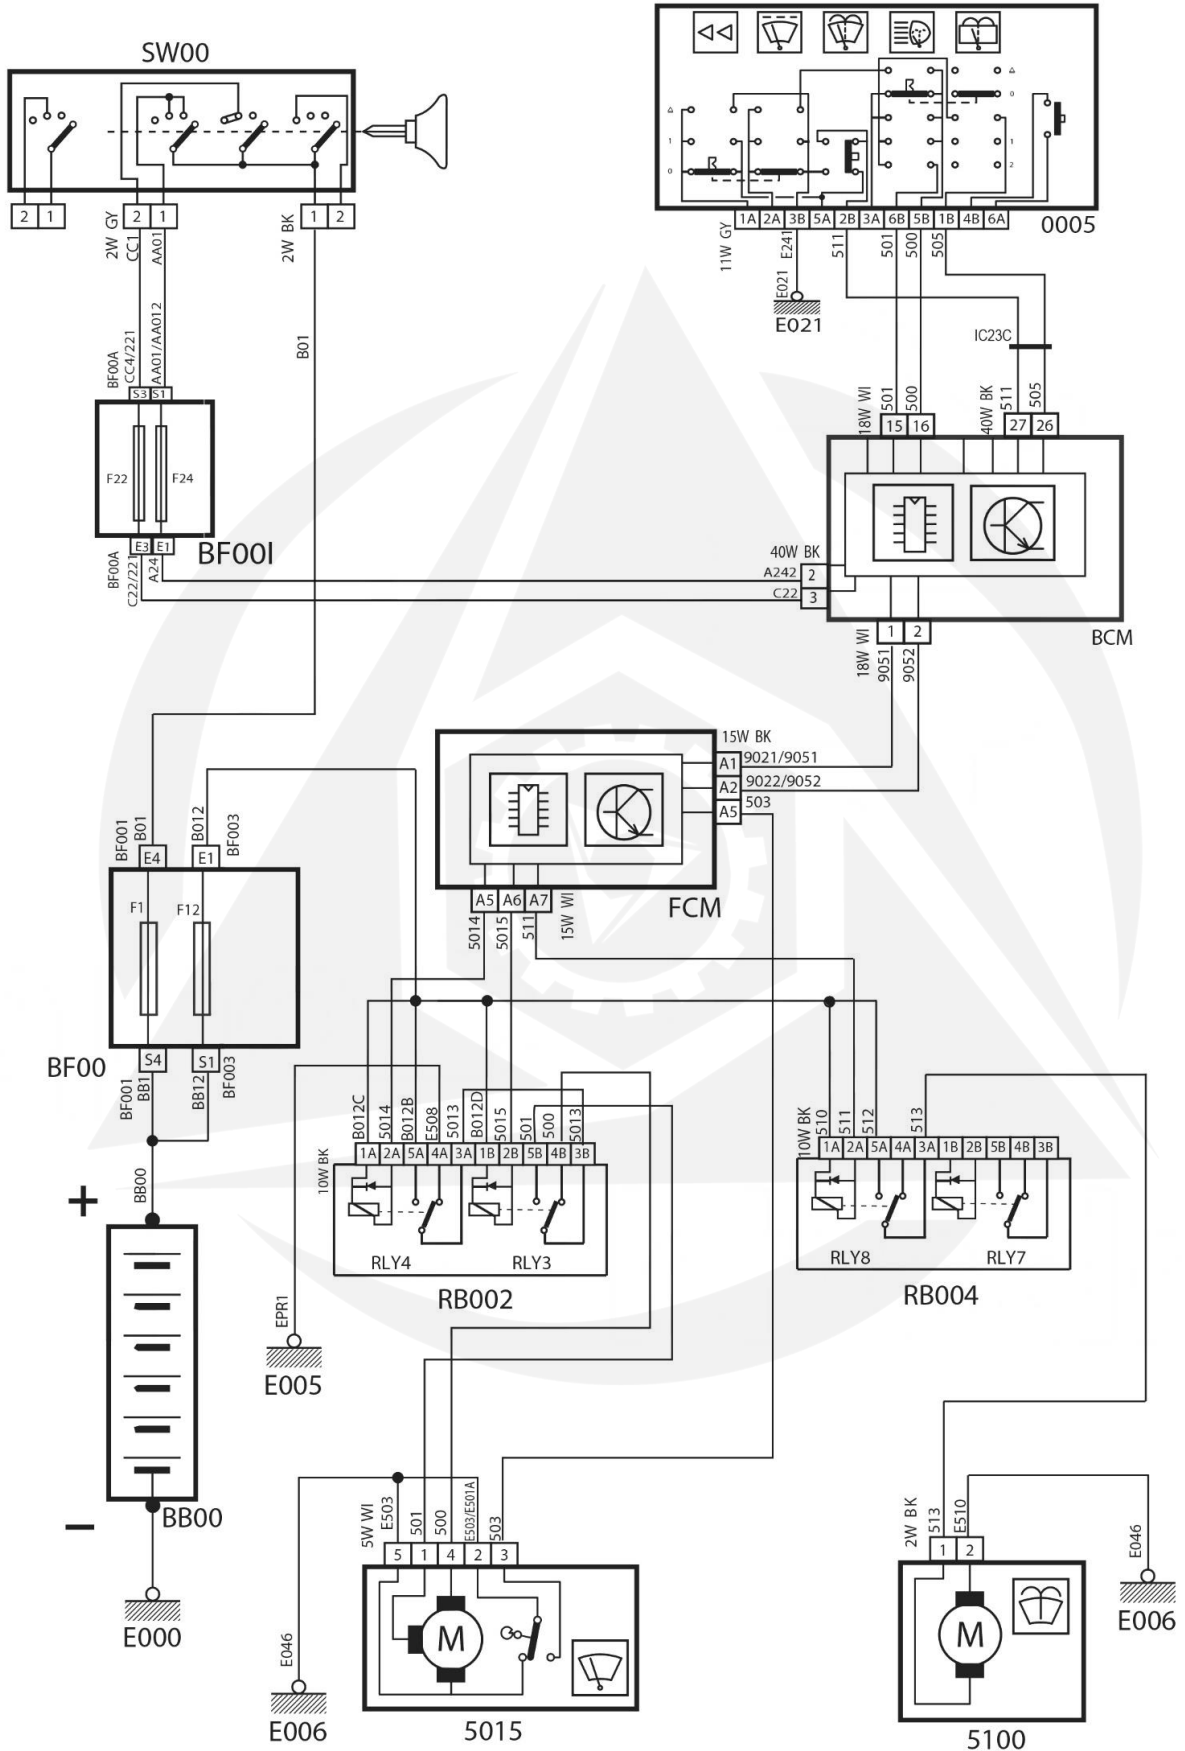 SW00
2 1
2 1
1 2
2W GY
CC1
AA01
2W BK
B01
CC4/221
AA01/AA012
BF00A
S3 S1
F22
F24
E3 E1
BF00I
BF00A
C22/221
A24
△
1
0
△
0
1
2
1A 2A 3B 5A 2B 3A 6B 5B 1B 4B 6A
0005
11W GY
E241
511
501
500
505
E021
E021
IC23C
18W WI
501
500
40W BK
511
505
15 16
27 26
40W BK
A242
2
C22
3
BCM
1 2
18W WI
9051
9052
15W BK
A1
9021/9051
A2
9022/9052
A5
503
FCM
A5 A6 A7
5014
5015
511
15W WI
BF001
B01
B012
BF003
E4
E1
F1
F12
S4
S1
BF00
BF001
BB1
BB12
BF003
BB00
+
−
BB00
E000
10W BK
B012C
5014
B012B
E508
5013
B012D
5015
501
500
5013
1A 2A 5A 4A 3A 1B 2B 5B 4B 3B
RLY4
RLY3
RB002
EPR1
E005
10W BK
510
511
512
513
1A 2A 5A 4A 3A 1B 2B 5B 4B 3B
RLY8
RLY7
RB004
5W WI
E503
501
500
E503/E501A
503
5 1 4 2 3
M
5015
E046
E006
2W BK
513
E510
1 2
M
5100
E046
E006